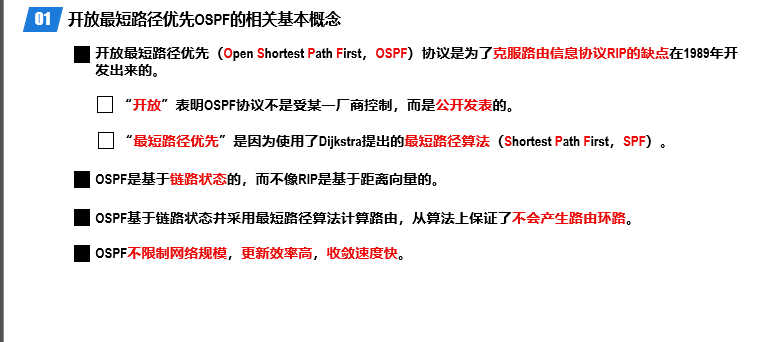 01 开放最短路径优先OSPF的相关基本概念
开放最短路径优先（Open Shortest Path First，OSPF）协议是为了克服路由信息协议RIP的缺点在1989年开
发出来的。
“开放”表明OSPF协议不是受某一厂商控制，而是公开发表的。
“最短路径优先”是因为使用了Dijkstra提出的最短路径算法（Shortest Path First，SPF）。
OSPF是基于链路状态的，而不像RIP是基于距离向量的。
OSPF基于链路状态并采用最短路径算法计算路由，从算法上保证了不会产生路由环路。
OSPF不限制网络规模，更新效率高，收敛速度快。